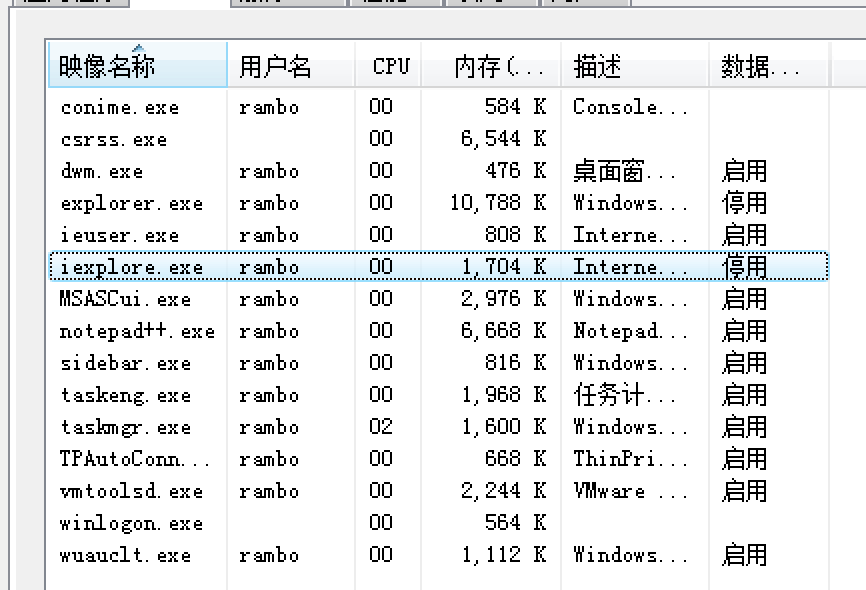 映像名称 用户名 CPU 内存(... 描述 数据...
conime.exe rambo 00 584 K Console...
csrss.exe 00 6,544 K
dwm.exe rambo 00 476 K 桌面窗... 启用
explorer.exe rambo 00 10,788 K Windows... 停用
ieuser.exe rambo 00 808 K Interne... 启用
iexplore.exe rambo 00 1,704 K Interne... 停用
MSASCui.exe rambo 00 2,976 K Windows... 启用
notepad++.exe rambo 00 6,668 K Notepad... 启用
sidebar.exe rambo 00 816 K Windows... 启用
taskeng.exe rambo 00 1,968 K 任务计... 启用
taskmgr.exe rambo 02 1,600 K Windows... 启用
TPAutoConn... rambo 00 668 K ThinPri... 启用
vmtoolsd.exe rambo 00 2,244 K VMware ... 启用
winlogon.exe 00 564 K
wuauclt.exe rambo 00 1,112 K Windows... 启用